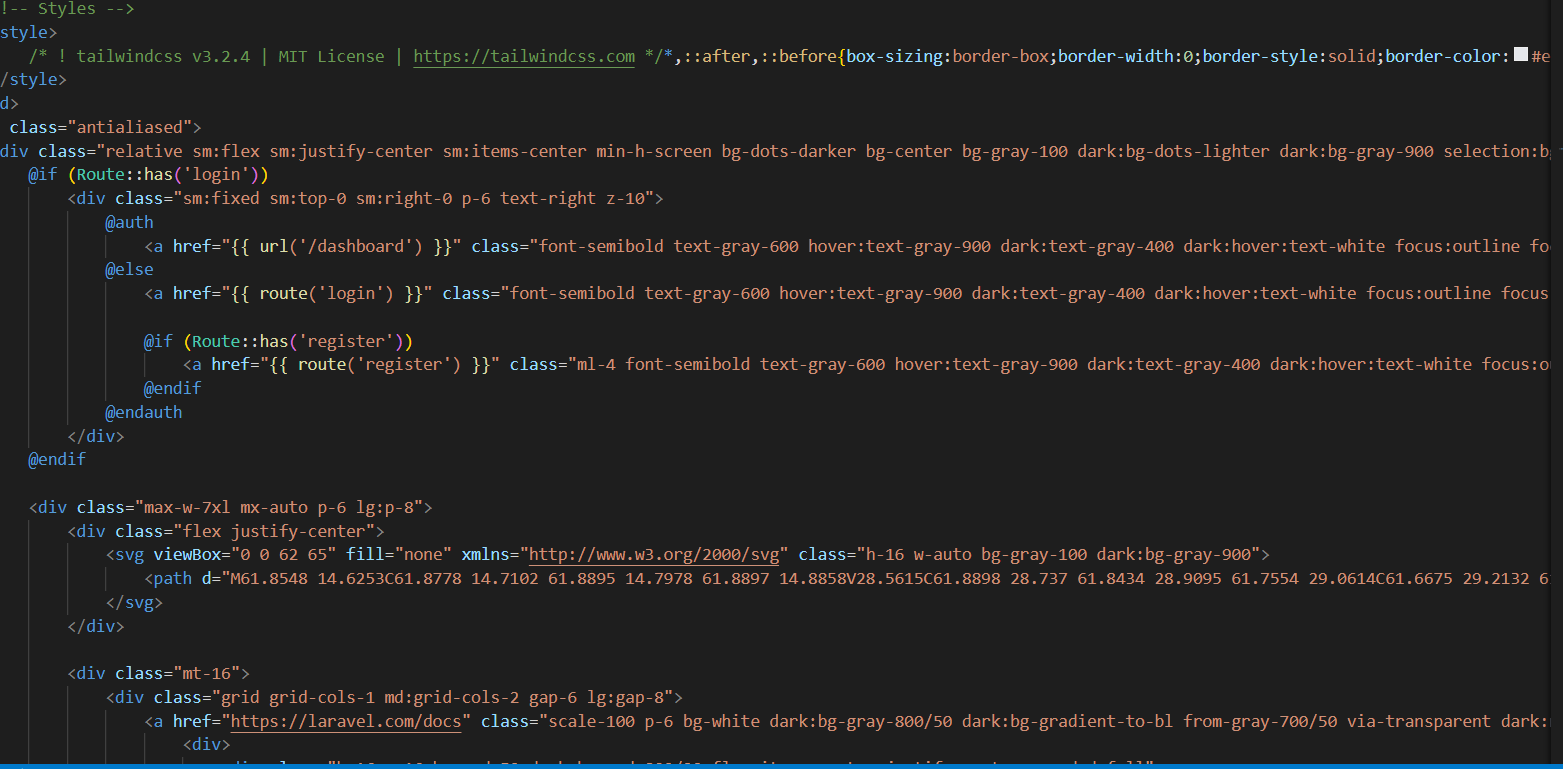 !-- Styles -->
style>
/* ! tailwindcss v3.2.4 | MIT License | https://tailwindcss.com */*,::after,::before{box-sizing:border-box;border-width:0;border-style:solid;border-color:#e
/style>
d>
class="antialiased">
div class="relative sm:flex sm:justify-center sm:items-center min-h-screen bg-dots-darker bg-center bg-gray-100 dark:bg-dots-lighter dark:bg-gray-900 selection:b
@if (Route::has('login'))
<div class="sm:fixed sm:top-0 sm:right-0 p-6 text-right z-10">
@auth
<a href="{{ url('/dashboard') }}" class="font-semibold text-gray-600 hover:text-gray-900 dark:text-gray-400 dark:hover:text-white focus:outline fo
@else
<a href="{{ route('login') }}" class="font-semibold text-gray-600 hover:text-gray-900 dark:text-gray-400 dark:hover:text-white focus:outline focus
@if (Route::has('register'))
<a href="{{ route('register') }}" class="ml-4 font-semibold text-gray-600 hover:text-gray-900 dark:text-gray-400 dark:hover:text-white focus:o
@endif
@endauth
</div>
@endif
<div class="max-w-7xl mx-auto p-6 lg:p-8">
<div class="flex justify-center">
<svg viewBox="0 0 62 65" fill="none" xmlns="http://www.w3.org/2000/svg" class="h-16 w-auto bg-gray-100 dark:bg-gray-900">
<path d="M61.8548 14.6253C61.8778 14.7102 61.8895 14.7978 61.8897 14.8858V28.5615C61.8898 28.737 61.8434 28.9095 61.7554 29.0614C61.6675 29.2132 6
</svg>
</div>
<div class="mt-16">
<div class="grid grid-cols-1 md:grid-cols-2 gap-6 lg:gap-8">
<a href="https://laravel.com/docs" class="scale-100 p-6 bg-white dark:bg-gray-800/50 dark:bg-gradient-to-bl from-gray-700/50 via-transparent dark:
<div>